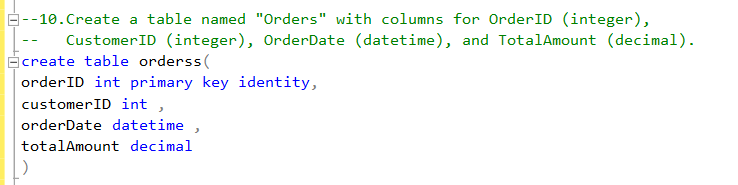 --10.Create a table named "Orders" with columns for OrderID (integer),
--   CustomerID (integer), OrderDate (datetime), and TotalAmount (decimal).
create table orderss(
orderID int primary key identity,
customerID int ,
orderDate datetime ,
totalAmount decimal
)